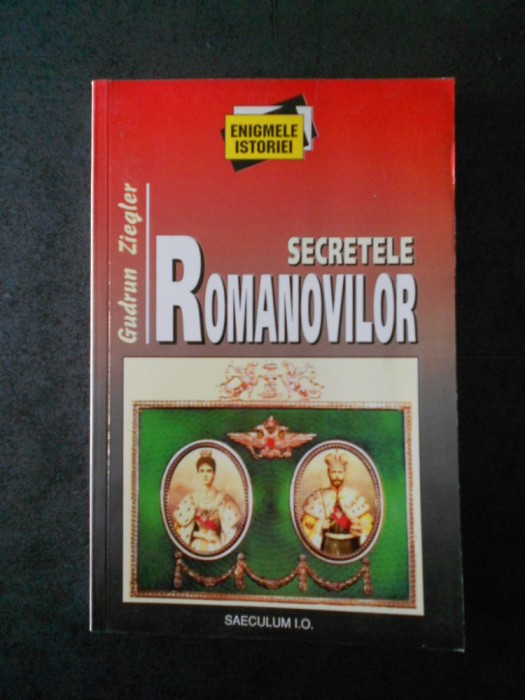 ENIGMELE
ISTORIEI
Gudrun Ziegler
SECRETELE
ROMANOVILOR
SAECULUM I.O.